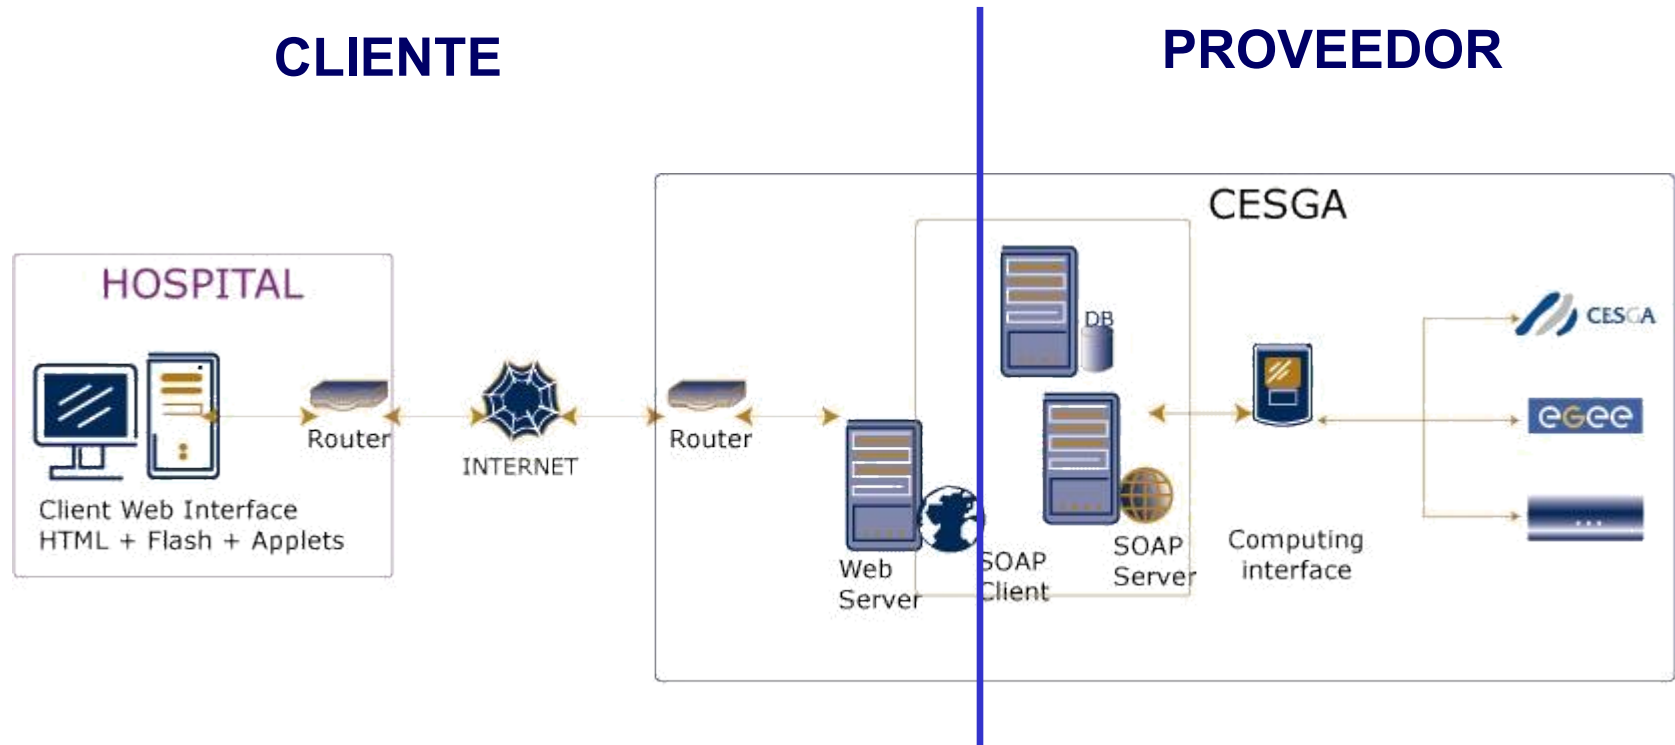 CLIENTE
PROVEEDOR
CESGA
HOSPITAL
DB
CESGA
Router
Router
INTERNET
eGee
Client Web Interface
HTML + Flash + Applets
Web
Server
SOAP
Client
SOAP
Server
Computing
interface